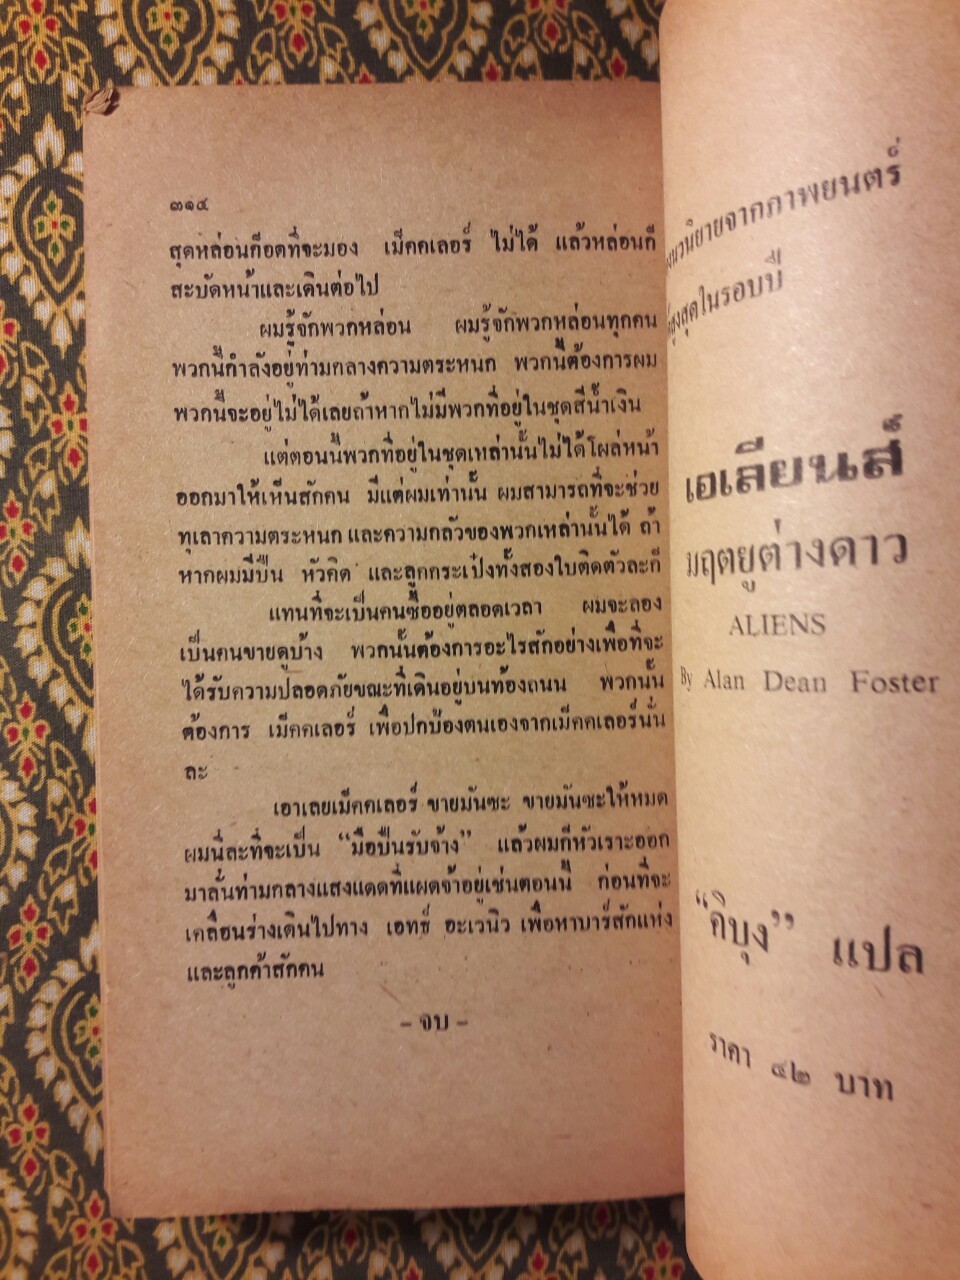 ๓๑๔
สุดหล่อนก็อดที่จะมอง เม็คคเลอร์ ไม่ได้ แล้วหล่อนก็
สะบัดหน้าและเดินต่อไป
ผมรู้จักพวกหล่อน ผมรู้จักพวกหล่อนทุกคน
พวกนี้กำลังอยู่ท่ามกลางความตระหนก พวกนี้ต้องการผม
พวกนี้จะอยู่ไม่ได้เลยถ้าหากไม่มีพวกที่อยู่ในชุดสีน้ำเงิน
แต่ตอนนี้พวกที่อยู่ในชุดเหล่านั้นไม่ได้โผล่หน้า
ออกมาให้เห็นสักคน มีแต่ผมเท่านั้น ผมสามารถที่จะช่วย
ทุเลาความตระหนก และความกลัวของพวกเหล่านั้นได้ ถ้า
หากผมมีปืน หัวคิด และลูกกระเป๋งทั้งสองใบติดตัวละก็
แทนที่จะเป็นคนซื้ออยู่ตลอดเวลา ผมจะลอง
เป็นคนขายดูบ้าง พวกนั้นต้องการอะไรสักอย่างเพื่อที่จะ
ได้รับความปลอดภัยขณะที่เดินอยู่บนท้องถนน พวกนั้น
ต้องการ เม็คคเลอร์ เพื่อปกป้องตนเองจากเม็คคเลอร์นั่น
ละ
เอาเลยเม็คคเลอร์ ขายมันซะ ขายมันซะให้หมด
ผมนี่ละที่จะเป็น “มือปืนรับจ้าง” แล้วผมก็หัวเราะออก
มาลั่นท่ามกลางแสงแดดที่แผดจ้าอยู่เช่นตอนนี้ ก่อนที่จะ
เคลื่อนร่างเดินไปทาง เอทธ์ อะเวนิว เพื่อหาบาร์สักแห่ง
และลูกค้าสักคน
- จบ -
นวนิยายจากภาพยนตร์
สูงสุดในรอบปี
เอเลียนส์
มฤตยูต่างดาว
ALIENS
By Alan Dean Foster
“คิบุง” แปล
ราคา ๔๒ บาท